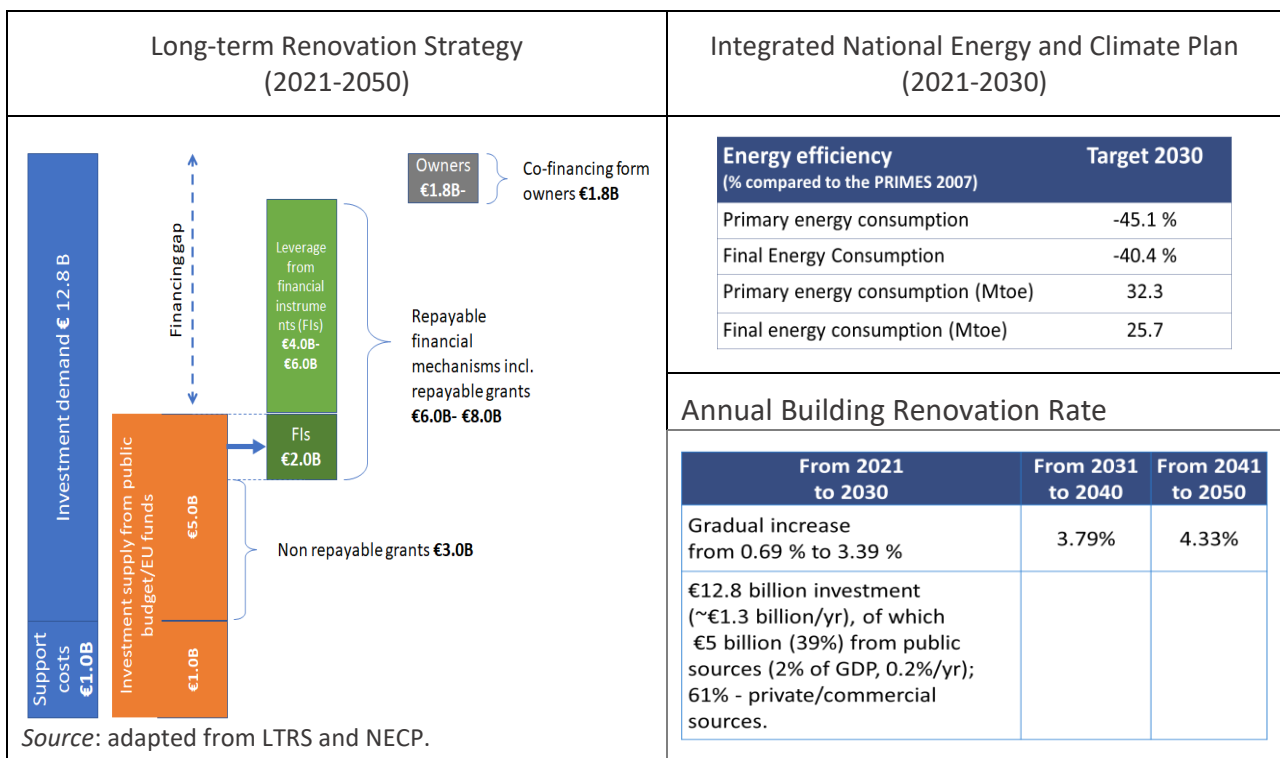 Long-term Renovation Strategy
(2021-2050)
Integrated National Energy and Climate Plan
(2021-2030)
Investment demand € 12.8 B
Support
costs
€1.0B
Investment supply from public
budget/EU funds
€5.0B
€1.0B
Financing gap
Leverage
from
financial
instrume
nts (FIs)
€4.0B-
€6.0B
FIs
€2.0B
Owners
€1.8B-
Co-financing form
owners €1.8B
Repayable
financial
mechanisms incl.
repayable grants
€6.0B- €8.0B
Non repayable grants €3.0B
Source: adapted from LTRS and NECP.
Energy efficiency Target 2030
(% compared to the PRIMES 2007)
Primary energy consumption -45.1 %
Final Energy Consumption -40.4 %
Primary energy consumption (Mtoe) 32.3
Final energy consumption (Mtoe) 25.7
Annual Building Renovation Rate
From 2021 From 2031 From 2041
to 2030 to 2040 to 2050
Gradual increase
from 0.69 % to 3.39 % 3.79% 4.33%
€12.8 billion investment
(~€1.3 billion/yr), of which
€5 billion (39%) from public
sources (2% of GDP, 0.2%/yr);
61% - private/commercial
sources.